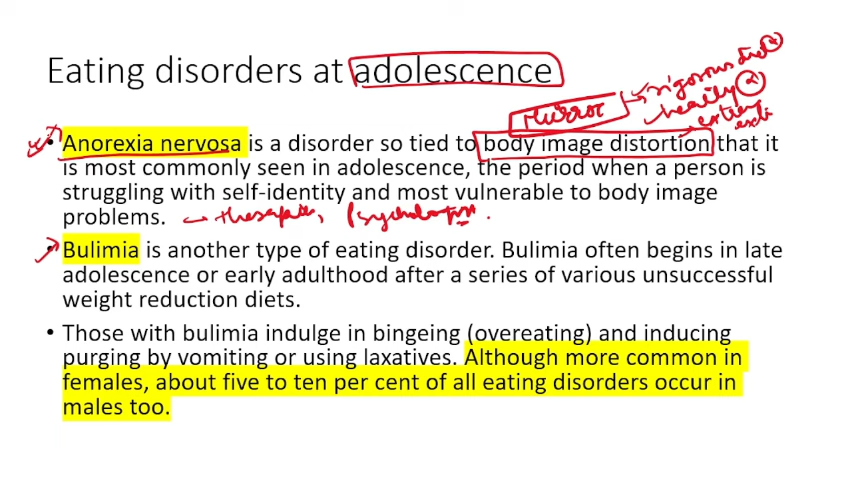 Eating disorders at adolescence
Mirror
rigorous diet
heavily
extreme
• Anorexia nervosa is a disorder so tied to body image distortion that it
is most commonly seen in adolescence, the period when a person is
struggling with self-identity and most vulnerable to body image
problems.
• Bulimia is another type of eating disorder. Bulimia often begins in late
adolescence or early adulthood after a series of various unsuccessful
weight reduction diets.
• Those with bulimia indulge in bingeing (overeating) and inducing
purging by vomiting or using laxatives. Although more common in
females, about five to ten per cent of all eating disorders occur in
males too.